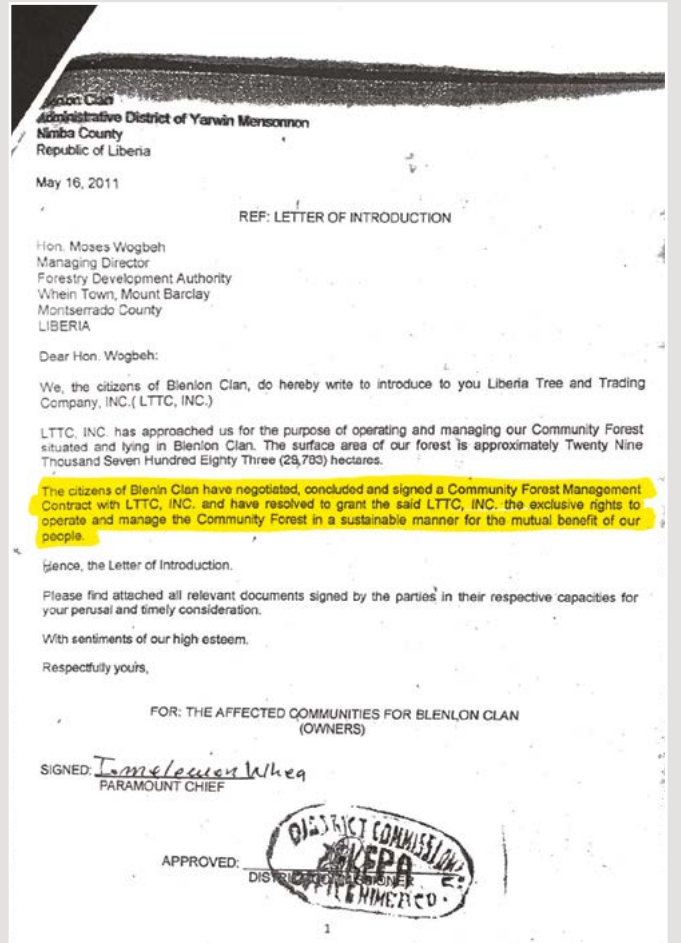 Clan
Administrative District of Yarwin Mensonnon
Nimba County
Republic of Liberia
May 16, 2011
REF: LETTER OF INTRODUCTION
Hon. Moses Wogbeh
Managing Director
Forestry Development Authority
Whein Town, Mount Barclay
Montserrado County
LIBERIA
Dear Hon. Wogbeh:
We, the citizens of Blenlon Clan, do hereby write to introduce to you Liberia Tree and Trading
Company, INC.( LTTC, INC.)
LTTC, INC. has approached us for the purpose of operating and managing our Community Forest
situated and lying in Blenlon Clan. The surface area of our forest is approximately Twenty Nine
Thousand Seven Hundred Eighty Three (29,783) hectares.
The citizens of Blenin Clan have negotiated, concluded and signed a Community Forest Management
Contract with LTTC, INC. and have resolved to grant the said LTTC, INC. the exclusive rights to
operate and manage the Community Forest in a sustainable manner for the mutual benefit of our
people.
Hence, the Letter of Introduction.
Please find attached all relevant documents signed by the parties in their respective capacities for
your perusal and timely consideration.
With sentiments of our high esteem.
Respectfully yours,
FOR: THE AFFECTED COMMUNITIES FOR BLENLON CLAN
(OWNERS)
SIGNED: Whea
PARAMOUNT CHIEF
DISTRICT COMMISSIONER
APPROVED:
DISTRICT COMMISSIONER
1